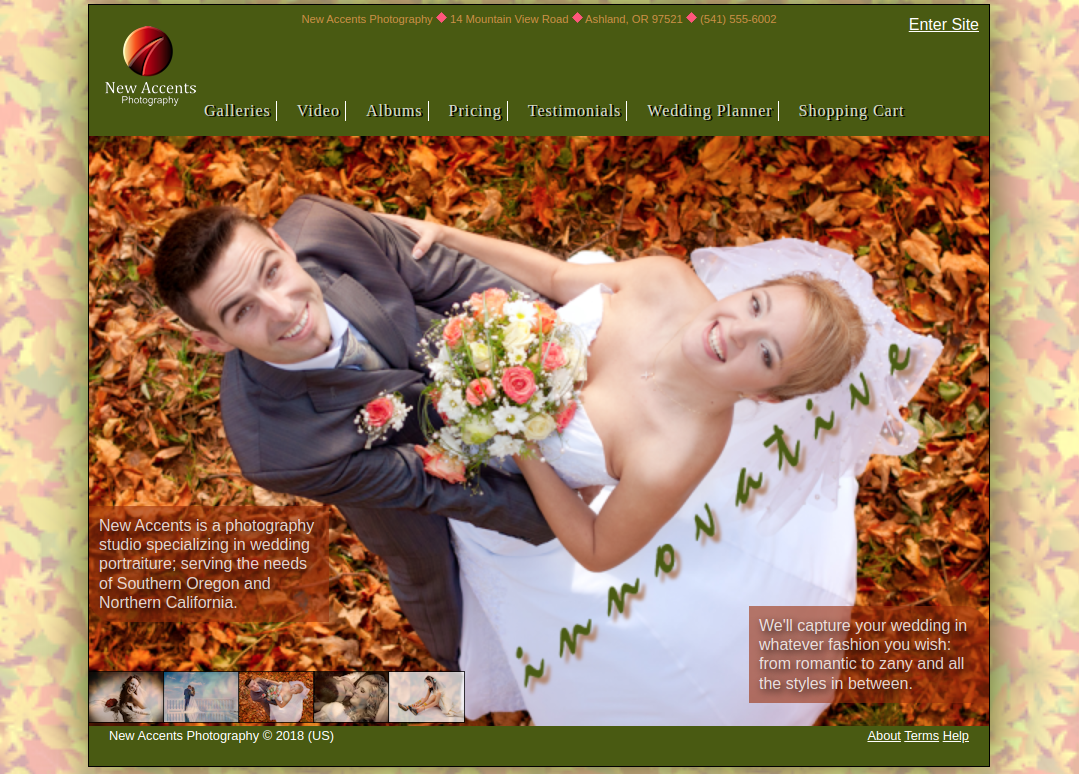 New Accents Photography ◆ 14 Mountain View Road ◆ Ashland, OR 97521 ◆ (541) 555-6002
Enter Site
New Accents
Photography
Galleries
Video
Albums
Pricing
Testimonials
Wedding Planner
Shopping Cart
in monhtive
New Accents is a photography
studio specializing in wedding
portraiture; serving the needs
of Southern Oregon and
Northern California.
We'll capture your wedding in
whatever fashion you wish:
from romantic to zany and all
the styles in between.
New Accents Photography © 2018 (US)
About Terms Help